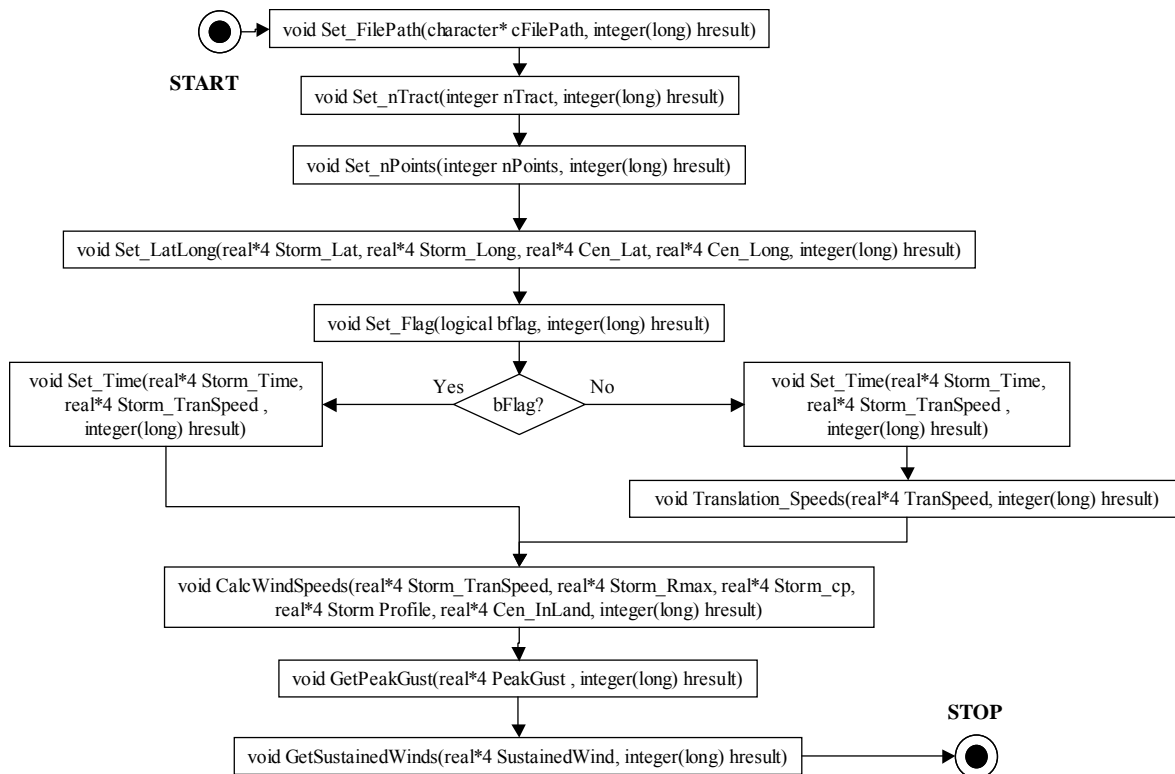 void Set_FilePath(character* cFilePath, integer(long) hresult)
START
void Set_nTract(integer nTract, integer(long) hresult)
void Set_nPoints(integer nPoints, integer(long) hresult)
void Set_LatLong(real*4 Storm_Lat, real*4 Storm_Long, real*4 Cen_Lat, real*4 Cen_Long, integer(long) hresult)
void Set_Flag(logical bflag, integer(long) hresult)
void Set_Time(real*4 Storm_Time,
real*4 Storm_TranSpeed ,
integer(long) hresult)
Yes
bFlag?
No
void Set_Time(real*4 Storm_Time,
real*4 Storm_TranSpeed ,
integer(long) hresult)
void Translation_Speeds(real*4 TranSpeed, integer(long) hresult)
void CalcWindSpeeds(real*4 Storm_TranSpeed, real*4 Storm_Rmax, real*4 Storm_cp,
real*4 Storm Profile, real*4 Cen_InLand, integer(long) hresult)
void GetPeakGust(real*4 PeakGust , integer(long) hresult)
STOP
void GetSustainedWinds(real*4 SustainedWind, integer(long) hresult)